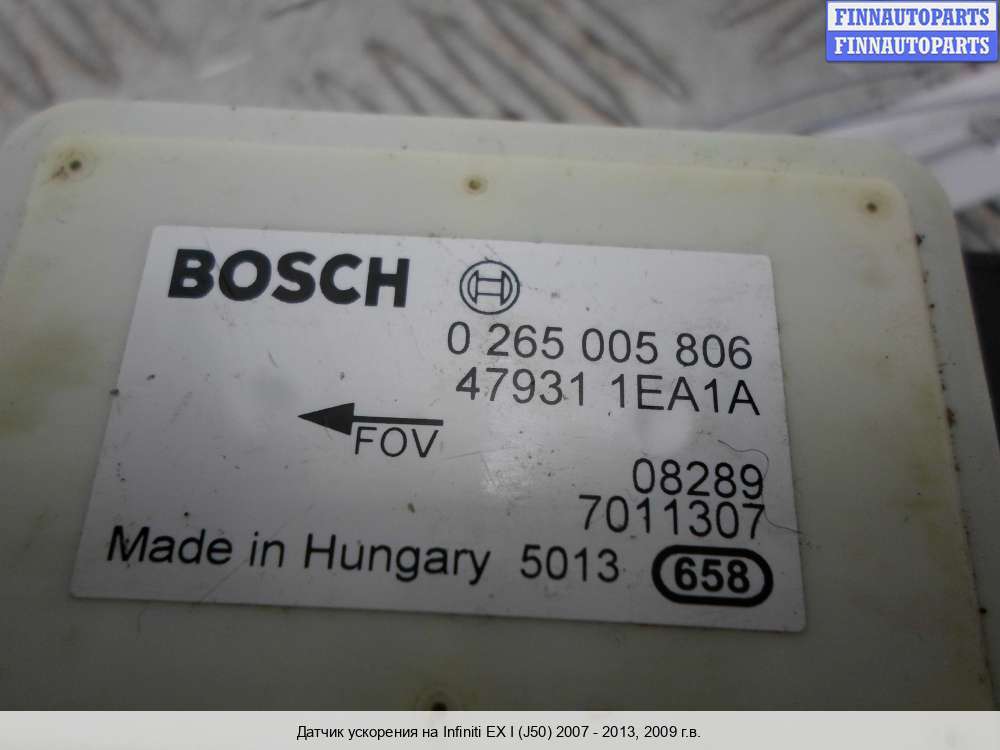 FINNAUTOPARTS
FINNAUTOPARTS
BOSCH
0 265 005 806
47931 1EA1A
FOV
08289
7011307
Made in Hungary 5013 658
Датчик ускорения на Infiniti EX I (J50) 2007 - 2013, 2009 г.в.